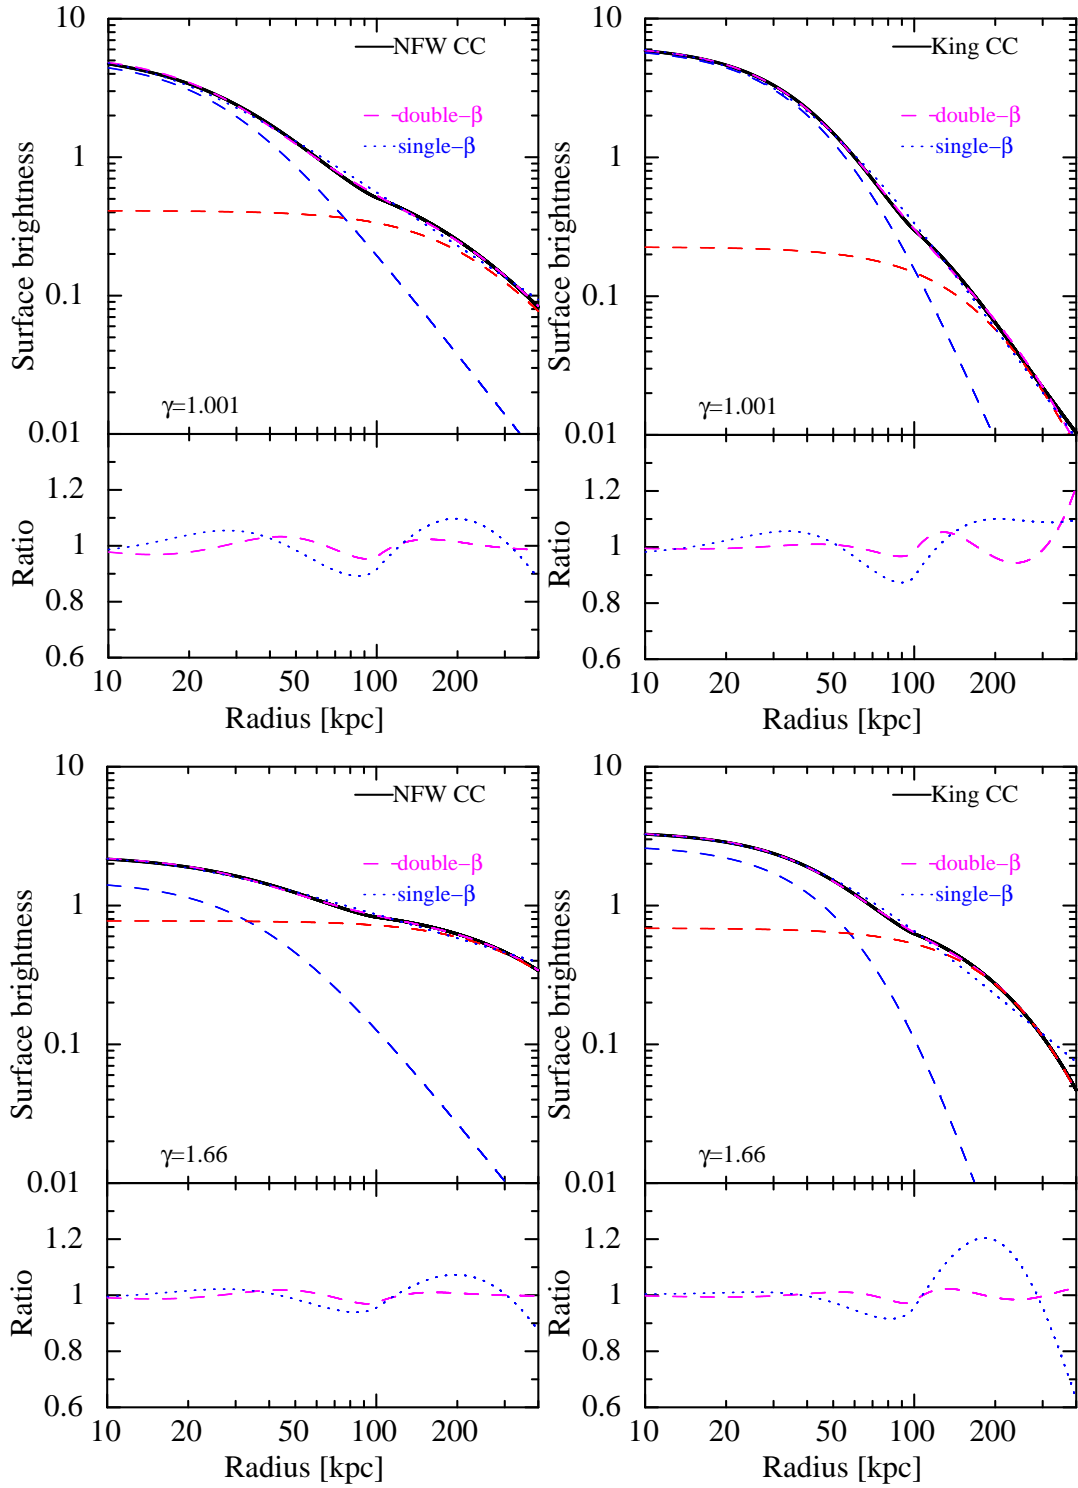 10
NFW CC
double−β
single−β
1
Surface brightness
0.1
γ=1.001
0.01
1.2
Ratio
1
0.8
0.6
10 20 50 100 200
Radius [kpc]
10
King CC
double−β
single−β
1
Surface brightness
0.1
γ=1.001
0.01
1.2
Ratio
1
0.8
0.6
10 20 50 100 200
Radius [kpc]
10
NFW CC
double−β
single−β
1
Surface brightness
0.1
γ=1.66
0.01
1.2
Ratio
1
0.8
0.6
10 20 50 100 200
Radius [kpc]
10
King CC
double−β
single−β
1
Surface brightness
0.1
γ=1.66
0.01
1.2
Ratio
1
0.8
0.6
10 20 50 100 200
Radius [kpc]